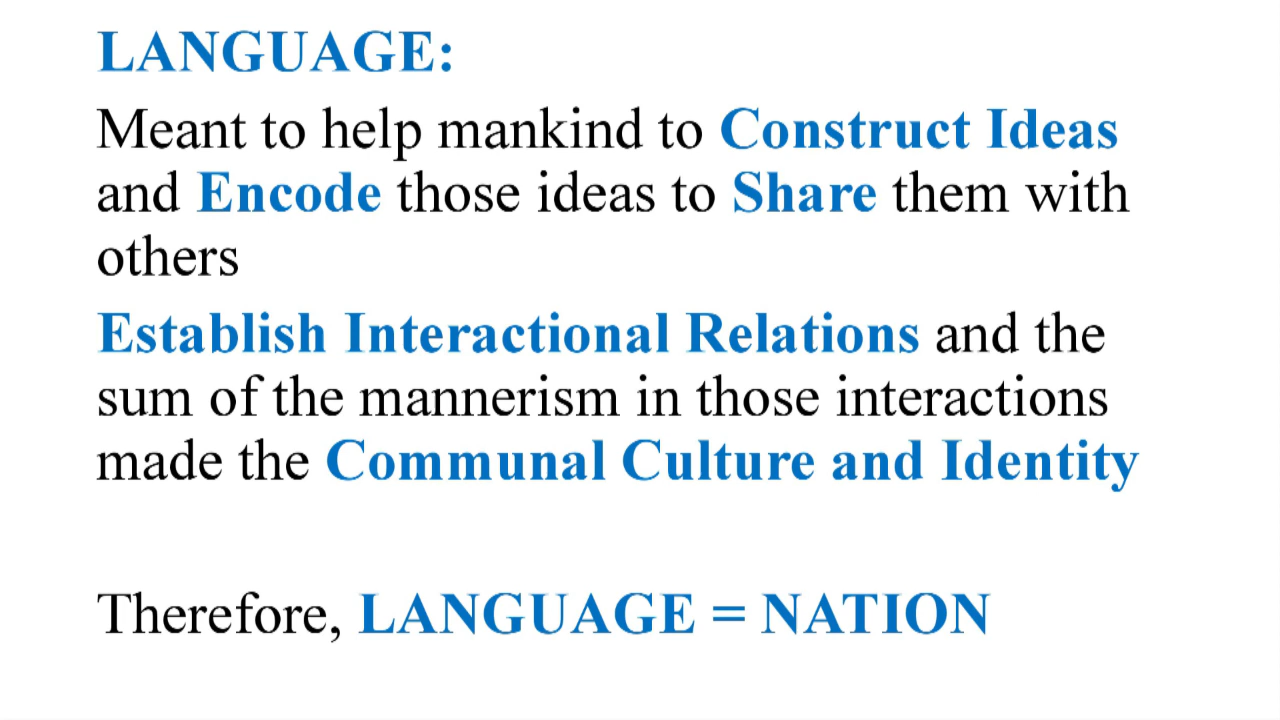 LANGUAGE:
Meant to help mankind to Construct Ideas
and Encode those ideas to Share them with
others
Establish Interactional Relations and the
sum of the mannerism in those interactions
made the Communal Culture and Identity
Therefore, LANGUAGE = NATION